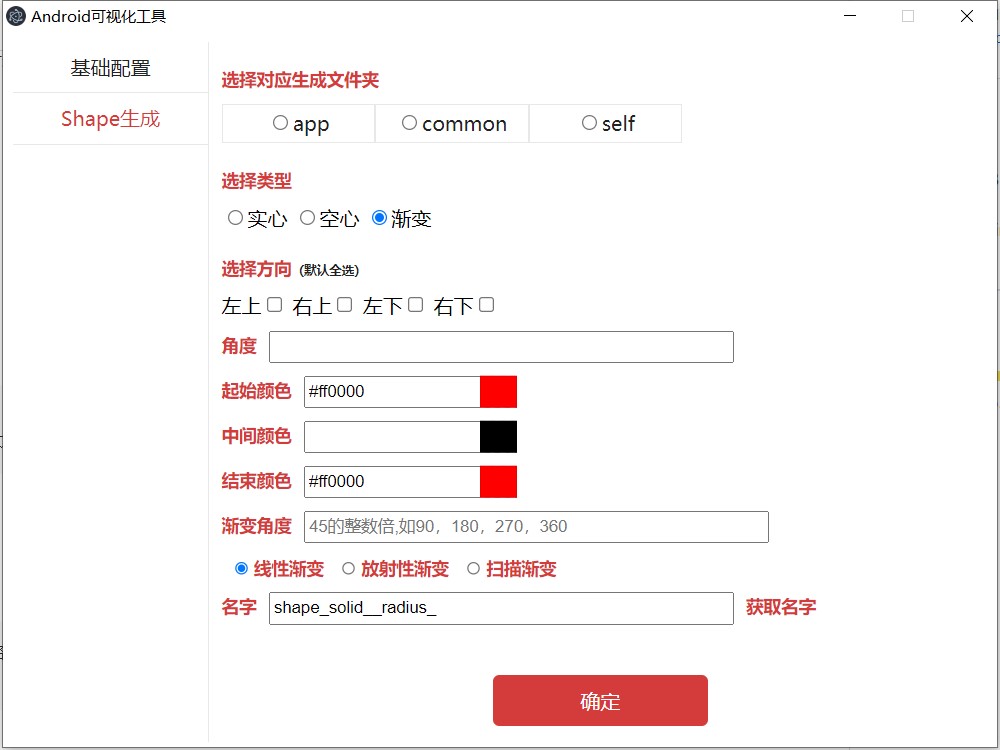 Android可视化工具
基础配置
Shape生成
选择对应生成文件夹
app common self
选择类型
实心 空心 渐变
选择方向 (默认全选)
左上 右上 左下 右下
角度
起始颜色 #ff0000
中间颜色
结束颜色 #ff0000
渐变角度 45的整数倍,如90，180，270，360
线性渐变 放射性渐变 扫描渐变
名字 shape_solid__radius_ 获取名字
确定